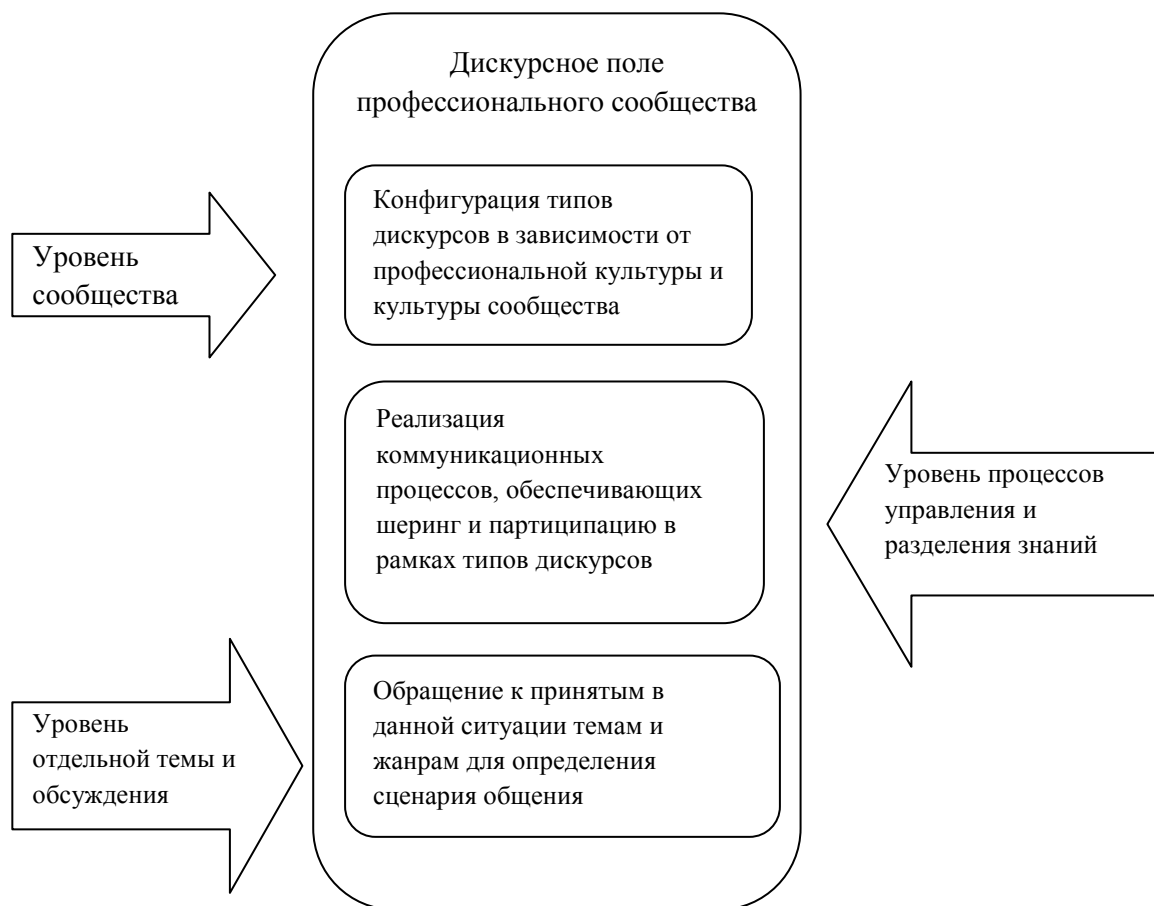 Дискурсное поле
профессионального сообщества
Конфигурация типов
дискурсов в зависимости от
профессиональной культуры и
культуры сообщества
Уровень
сообщества
Реализация
коммуникационных
процессов, обеспечивающих
шеринг и партиципацию в
рамках типов дискурсов
Уровень процессов
управления и
разделения знаний
Обращение к принятым в
данной ситуации темам и
жанрам для определения
сценария общения
Уровень
отдельной темы и
обсуждения